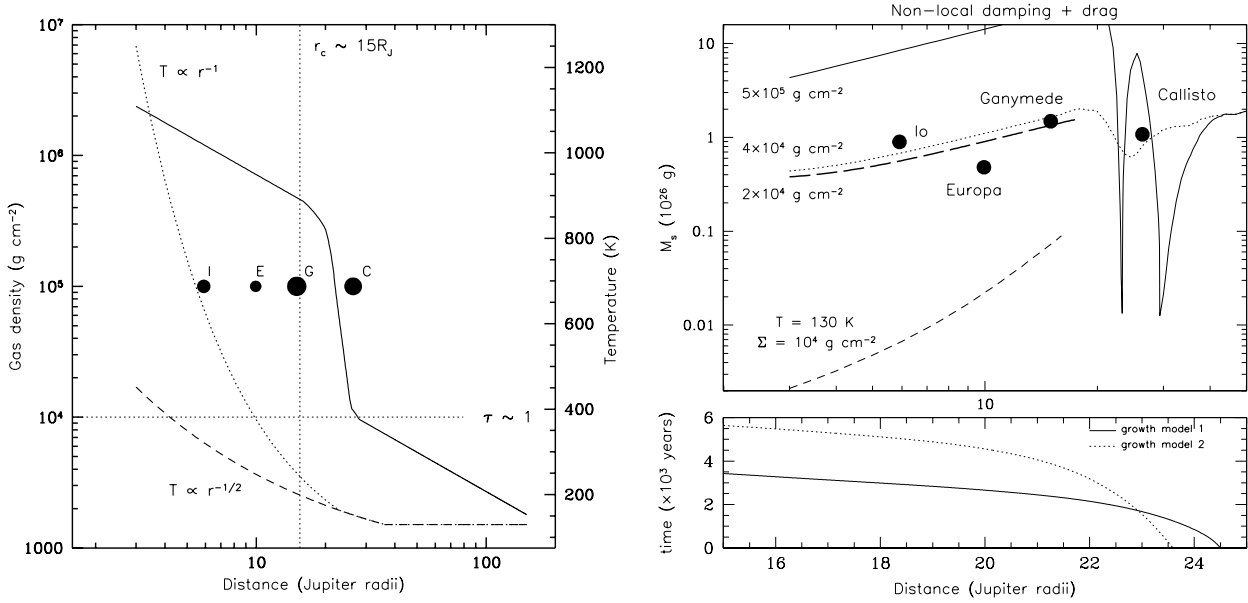 10⁷
10⁶
10⁵
10⁴
1000
Gas density (g cm⁻²)
T ∝ r⁻¹
r_c ~ 15R_J
I
E
G
C
τ ~ 1
T ∝ r⁻¹/²
1200
1000
800
600
400
200
Temperature (K)
10
100
Distance (Jupiter radii)
Non-local damping + drag
10
1
0.1
0.01
M_s (10²⁶ g)
5×10⁵ g cm⁻²
Ganymede
Callisto
Io
4×10⁴ g cm⁻²
2×10⁴ g cm⁻²
Europa
T = 130 K
Σ = 10⁴ g cm⁻²
10
6
4
2
0
time (×10³ years)
growth model 1
growth model 2
16
18
20
22
24
Distance (Jupiter radii)